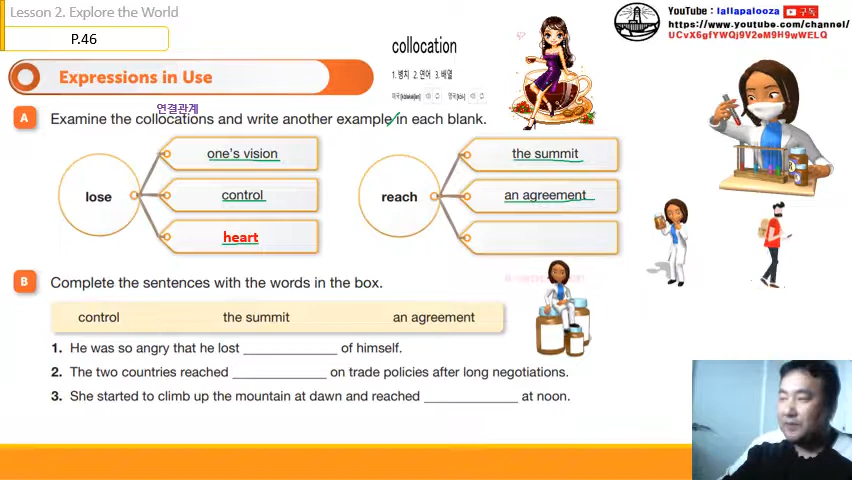 Lesson 2. Explore the World
P.46
YouTube : lallapalooza 구독
https://www.youtube.com/channel/
UCvX6gfYWQj9V2eM9H9wWELQ
collocation
1. 병치 2. 연어 3. 배열
Expressions in Use
연결관계
A Examine the collocations and write another example in each blank.
lose
one's vision
control
heart
reach
the summit
an agreement
B Complete the sentences with the words in the box.
control the summit an agreement
1. He was so angry that he lost ____________ of himself.
2. The two countries reached ____________ on trade policies after long negotiations.
3. She started to climb up the mountain at dawn and reached ____________ at noon.